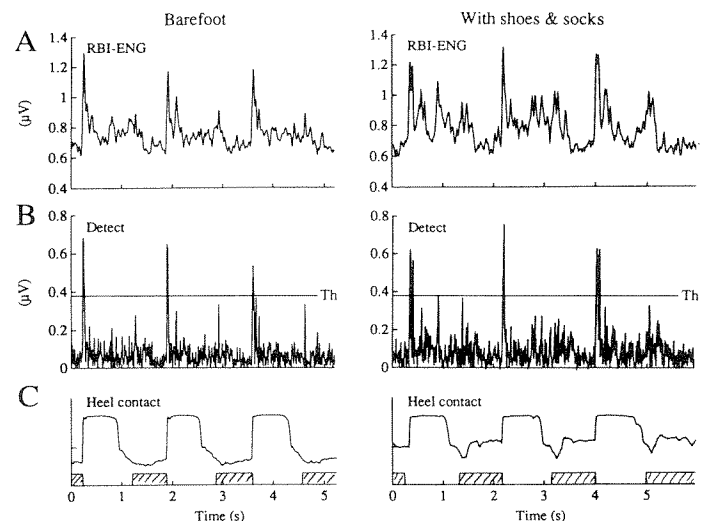 Barefoot
With shoes & socks
A
RBI-ENG
RBI-ENG
1.4
1.2
1
0.8
0.6
0.4
(µV)
1.4
1.2
1
0.8
0.6
0.4
B
Detect
Detect
0.8
0.6
0.4
0.2
0
(µV)
Th
0.8
0.6
0.4
0.2
0
Th
C
Heel contact
Heel contact
0 1 2 3 4 5
0 1 2 3 4 5
Time (s)
Time (s)